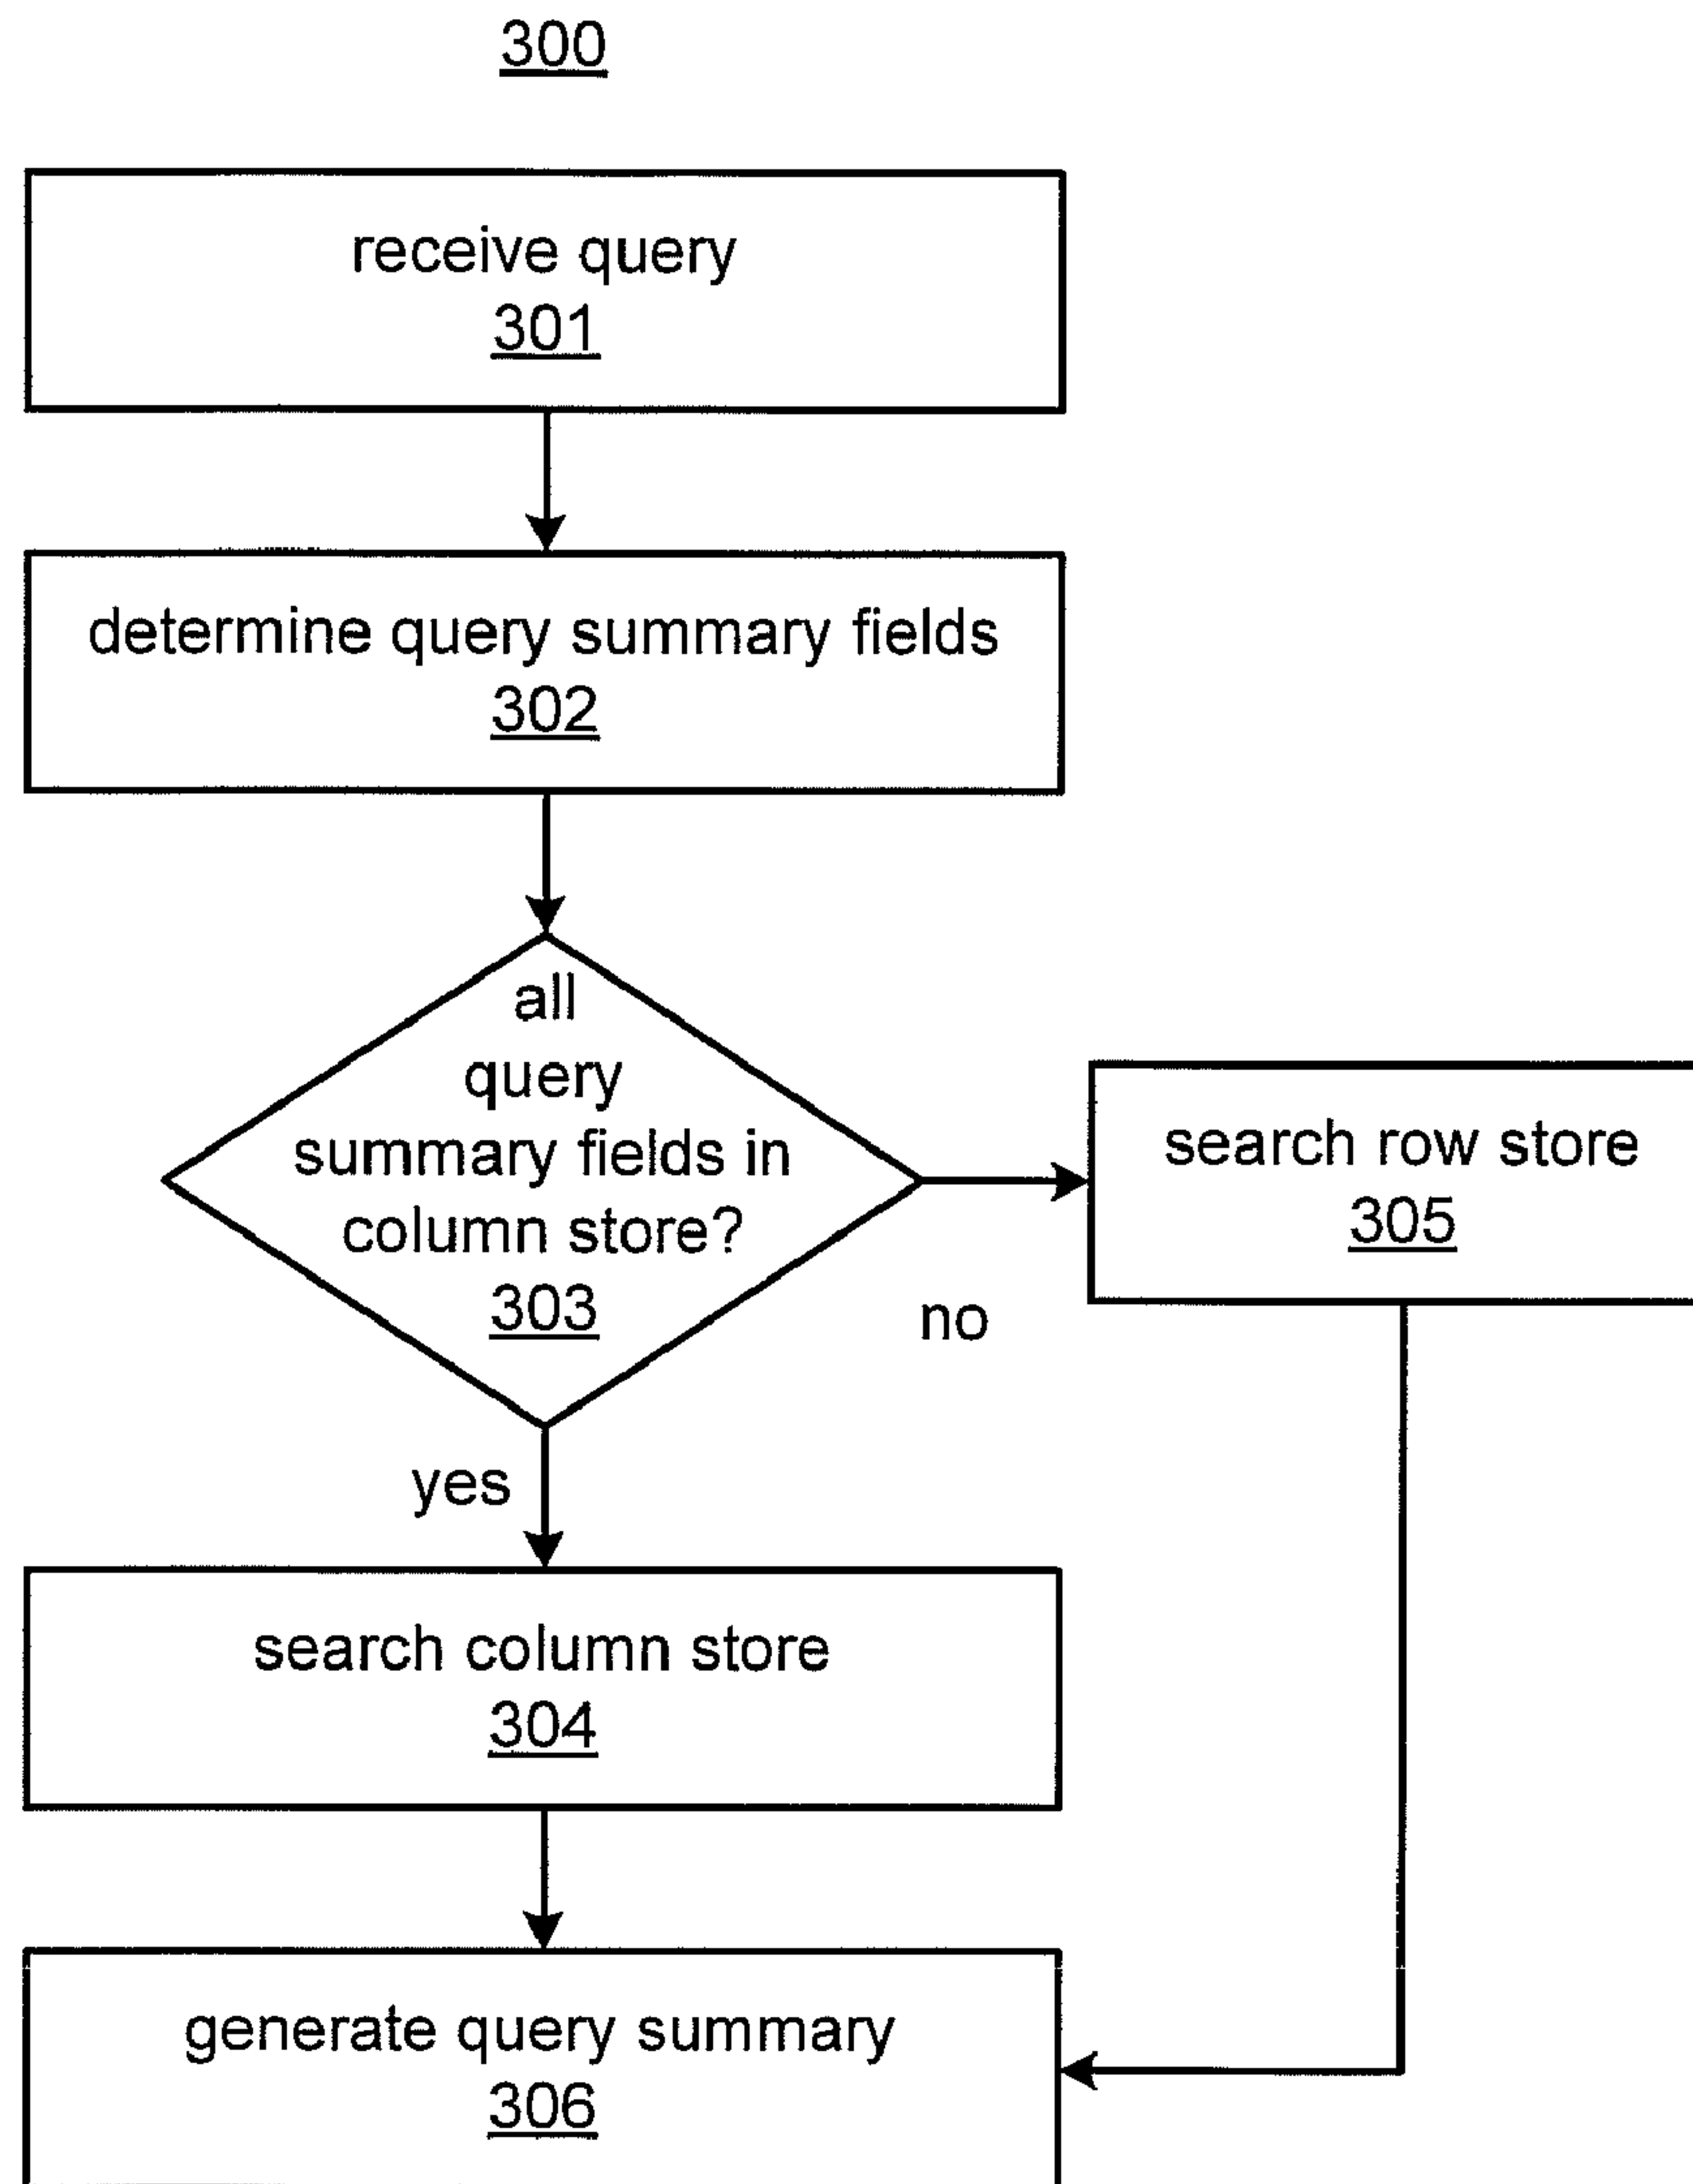 300
receive query
301
determine query summary fields
302
all
query
summary fields in
column store?
303
no
search row store
305
yes
search column store
304
generate query summary
306